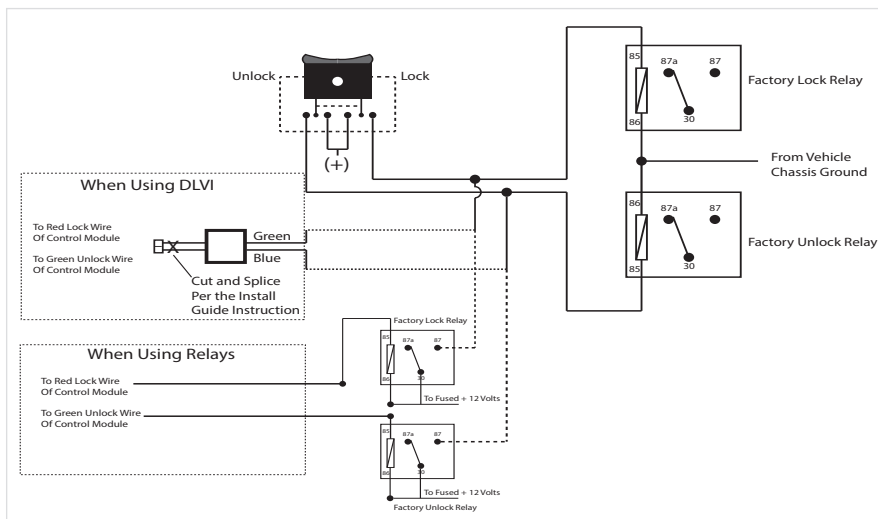 Unlock
Lock
(+)
85
87a
87
30
86
Factory Lock Relay
From Vehicle
Chassis Ground
86
87a
87
30
85
Factory Unlock Relay
When Using DLVI
To Red Lock Wire
Of Control Module
To Green Unlock Wire
Of Control Module
Green
Blue
Cut and Splice
Per the Install
Guide Instruction
When Using Relays
To Red Lock Wire
Of Control Module
To Green Unlock Wire
Of Control Module
Factory Lock Relay
85
87a
87
30
86
To Fused + 12 Volts
85
87a
87
30
86
To Fused + 12 Volts
Factory Unlock Relay